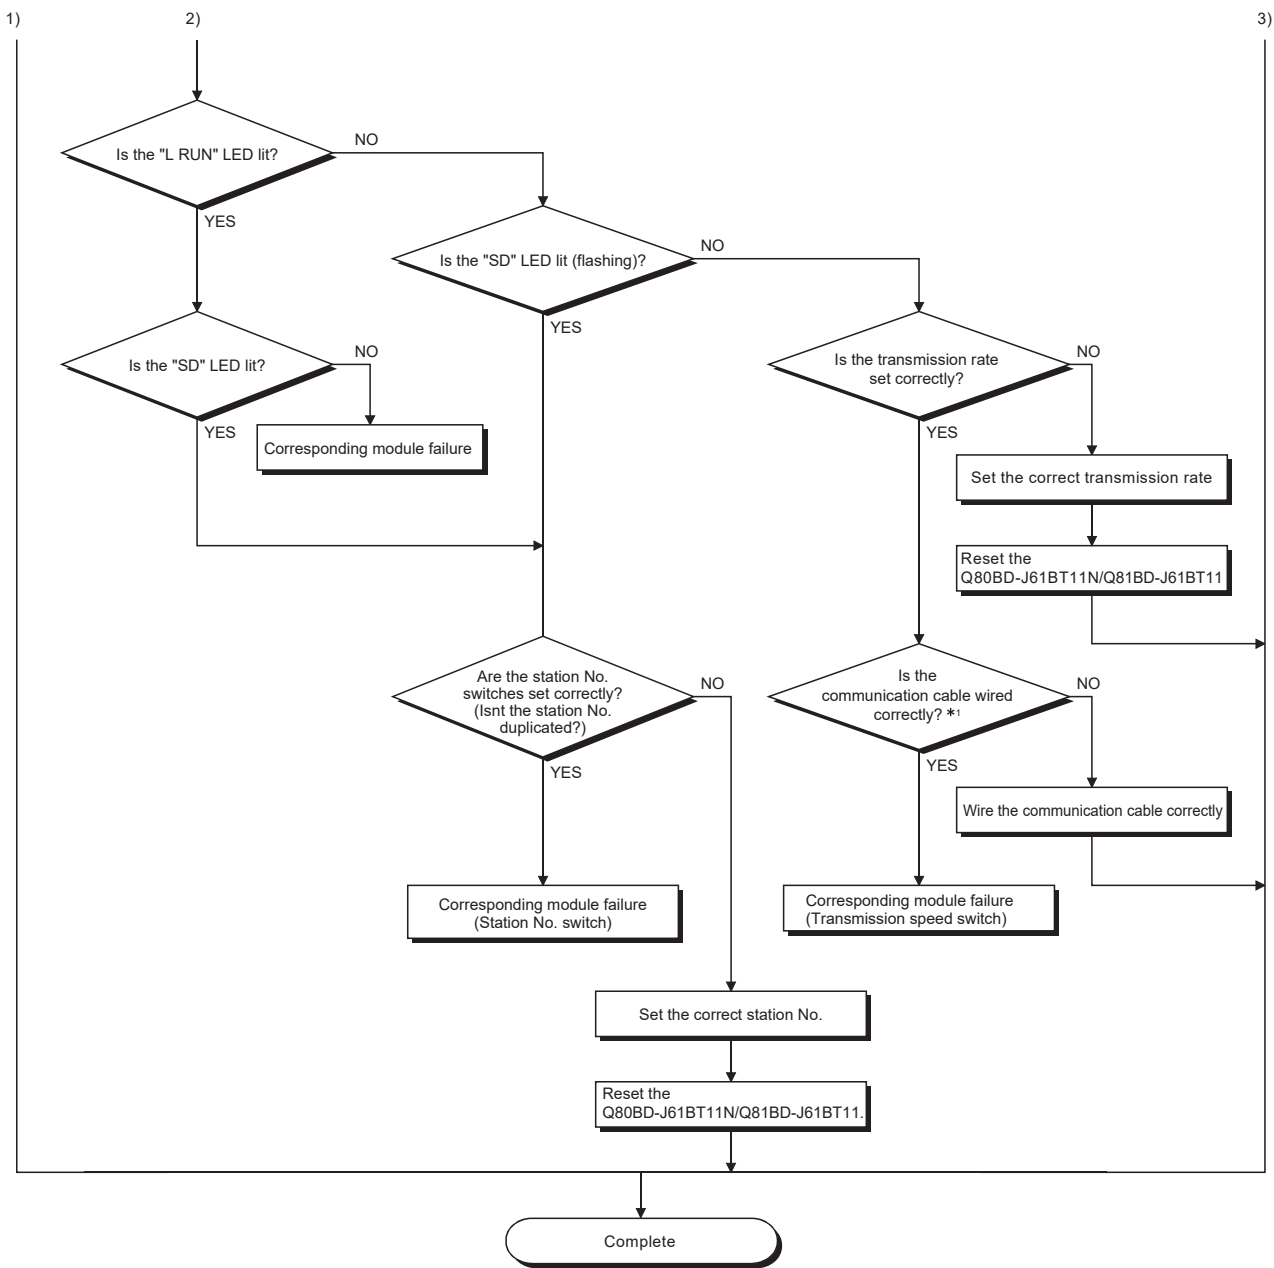 1)
2)
3)
Is the "L RUN" LED lit?
NO
YES
Is the "SD" LED lit (flashing)?
NO
YES
Is the "SD" LED lit?
NO
YES
Corresponding module failure
Is the transmission rate
set correctly?
NO
YES
Set the correct transmission rate
Reset the
Q80BD-J61BT11N/Q81BD-J61BT11
Are the station No.
switches set correctly?
(Isnt the station No.
duplicated?)
NO
YES
Is the
communication cable wired
correctly? *1
NO
YES
Wire the communication cable correctly
Corresponding module failure
(Station No. switch)
Corresponding module failure
(Transmission speed switch)
Set the correct station No.
Reset the
Q80BD-J61BT11N/Q81BD-J61BT11.
Complete